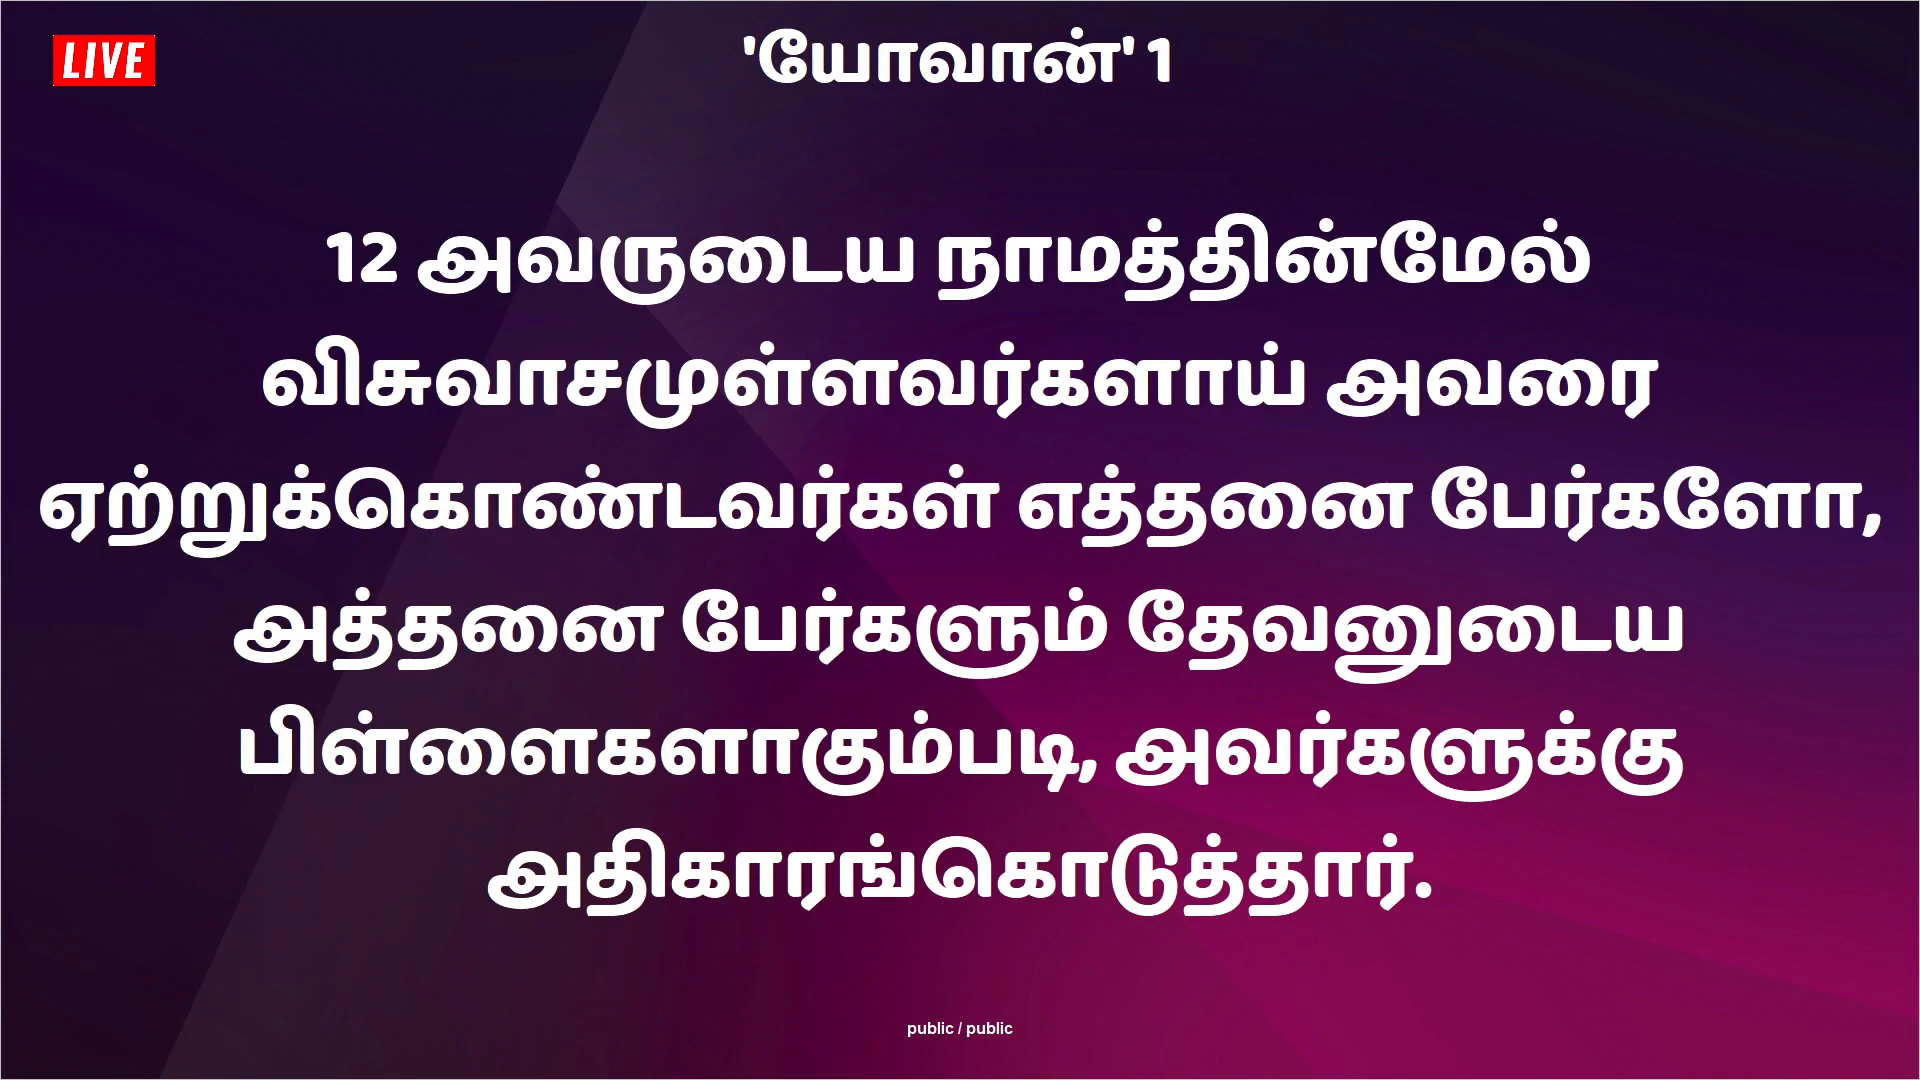 LIVE
'யோவான்' 1
12 அவருடைய நாமத்தின்மேல்
விசுவாசமுள்ளவர்களாய் அவரை
ஏற்றுக்கொண்டவர்கள் எத்தனை பேர்களோ,
அத்தனை பேர்களும் தேவனுடைய
பிள்ளைகளாகும்படி, அவர்களுக்கு
அதிகாரங்கொடுத்தார்.
public / public